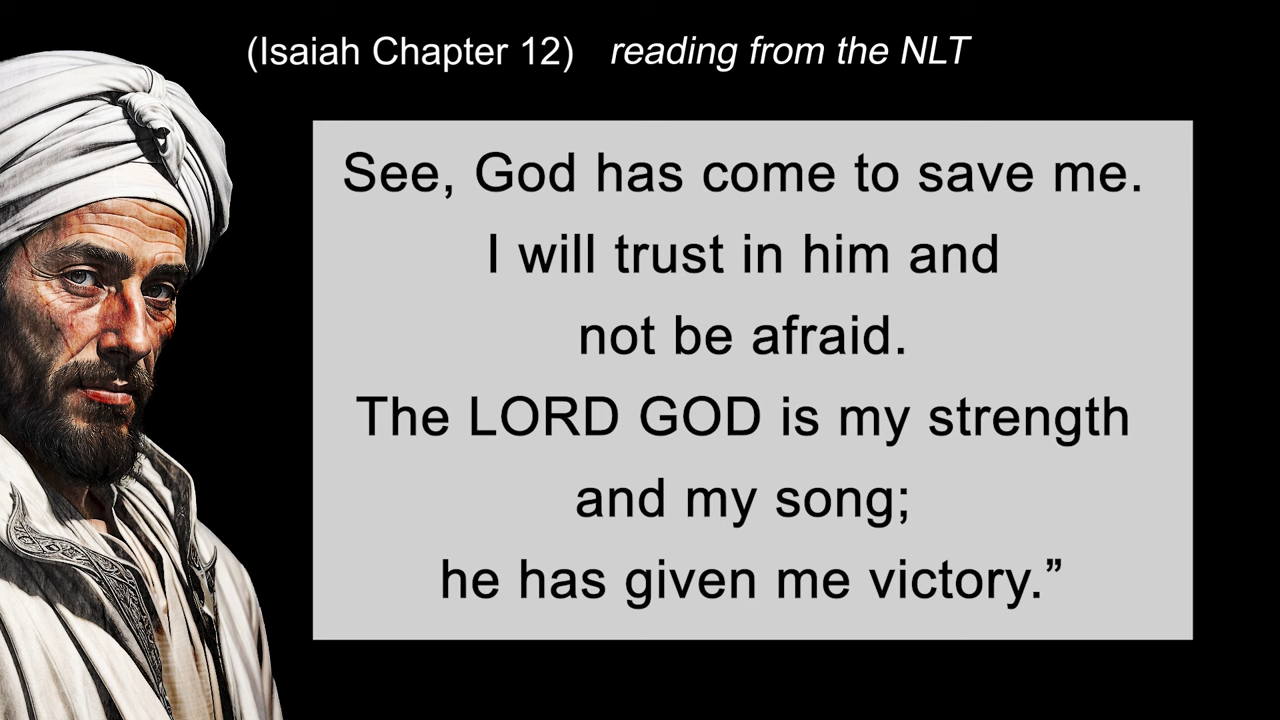 (Isaiah Chapter 12) reading from the NLT
See, God has come to save me.
I will trust in him and
not be afraid.
The LORD GOD is my strength
and my song;
he has given me victory.”